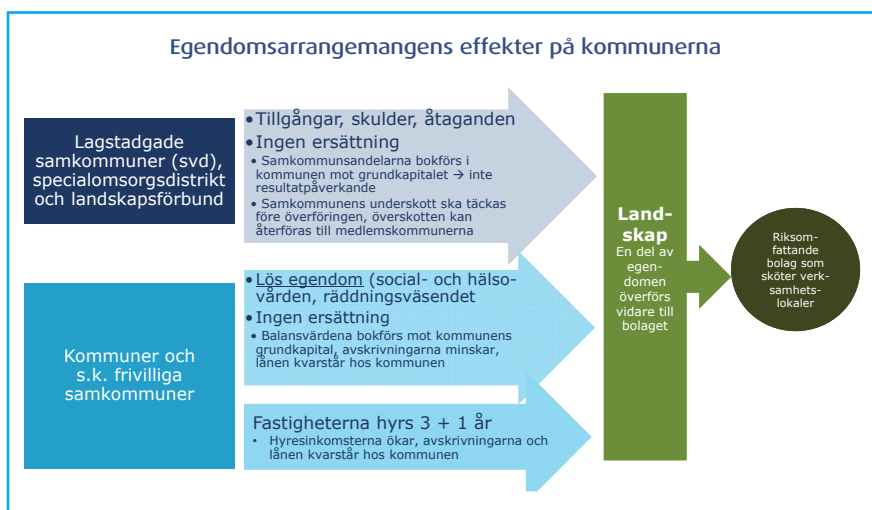 Egendomsarrangemangens effekter på kommunerna
Lagstadgade
samkommuner (svd),
specialomsorgsdistrikt
och landskapsförbund
•Tillgångar, skulder, åtaganden
•Ingen ersättning
• Samkommunsandelarna bokförs i
kommunen mot grundkapitalet → inte
resultatpåverkande
• Samkommunens underskott ska täckas
före överföringen, överskotten kan
återföras till medlemskommunerna
Kommuner och
s.k. frivilliga
samkommuner
•Lös egendom (social- och hälso-
vården, räddningsväsendet
•Ingen ersättning
• Balansvärdena bokförs mot kommunens
grundkapital, avskrivningarna minskar,
lånen kvarstår hos kommunen
Fastigheterna hyrs 3 + 1 år
• Hyresinkomsterna ökar, avskrivningarna och
lånen kvarstår hos kommunen
Land-
skap
En del av
egen-
domen
överförs
vidare till
bolaget
Riksom-
fattande
bolag som
sköter verk-
samhets-
lokaler